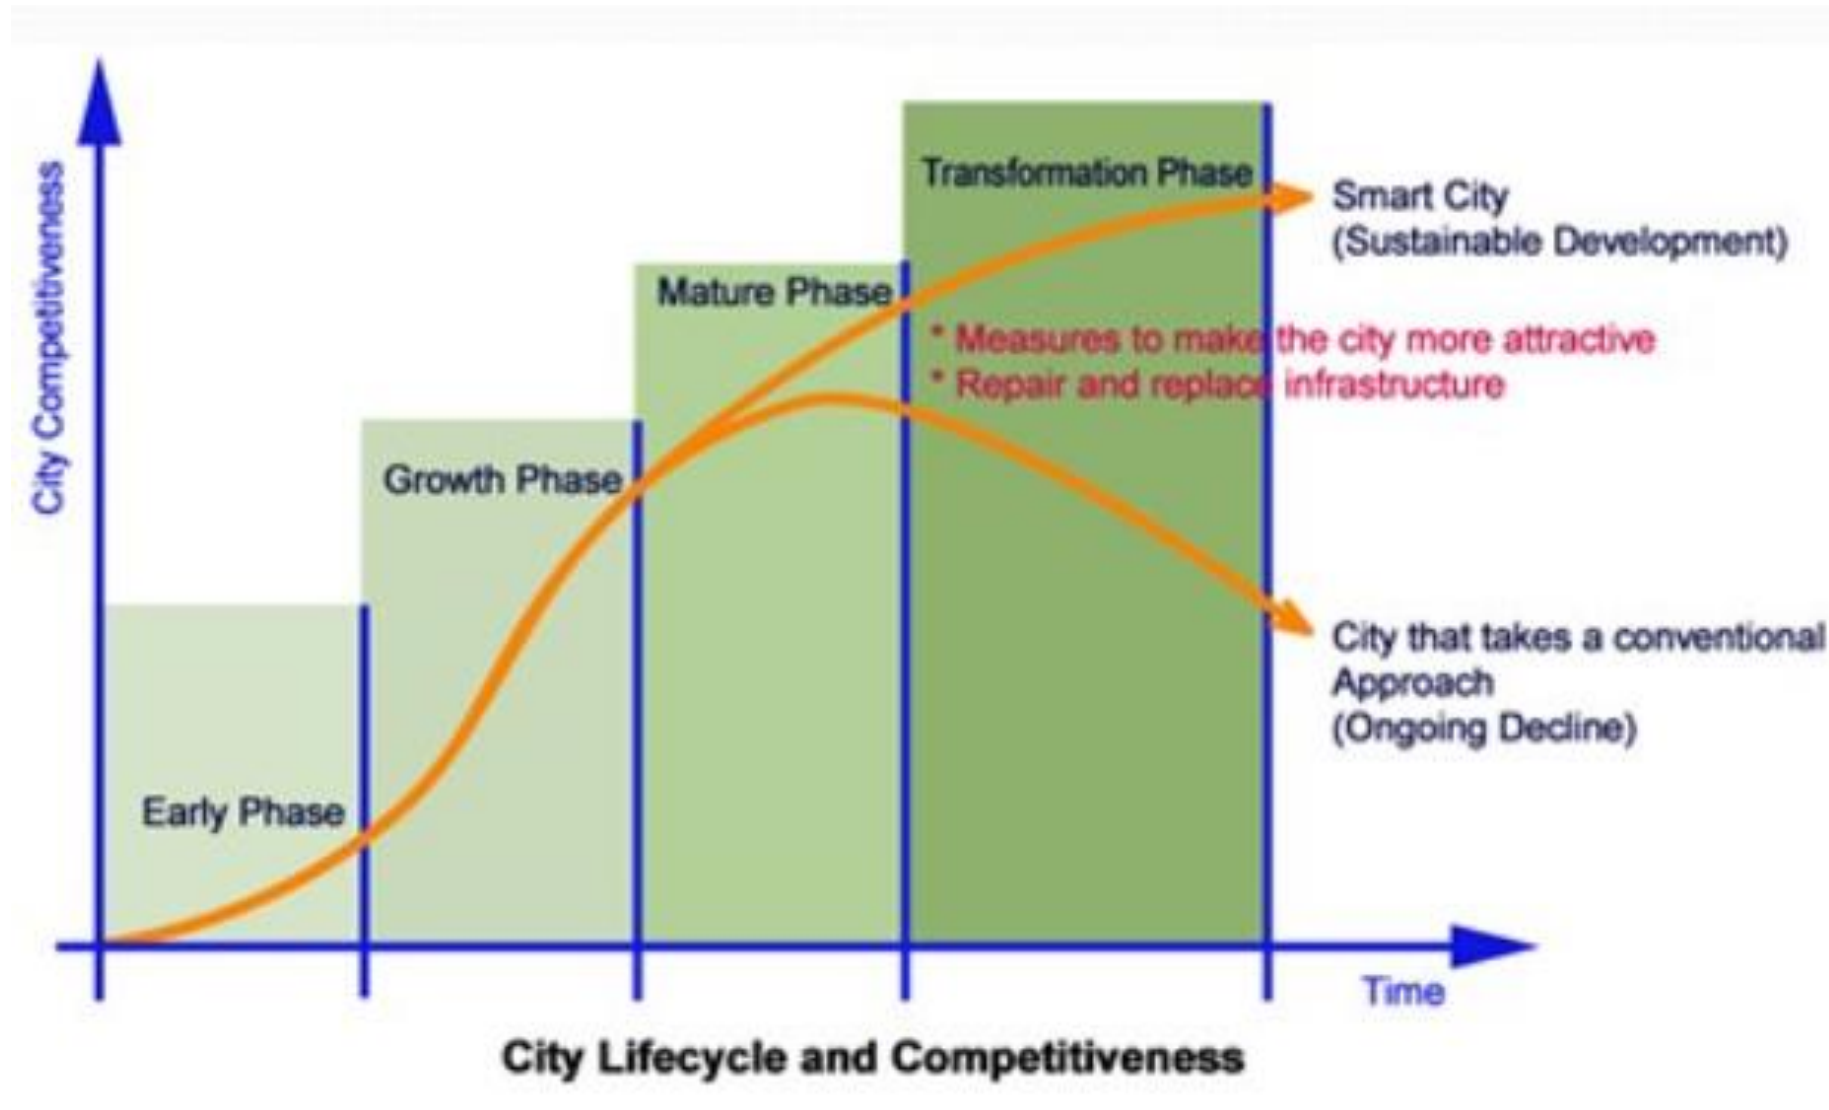 City Competitiveness
Transformation Phase
Smart City
(Sustainable Development)
Mature Phase
* Measures to make the city more attractive
* Repair and replace infrastructure
Growth Phase
City that takes a conventional
Approach
(Ongoing Decline)
Early Phase
Time
City Lifecycle and Competitiveness